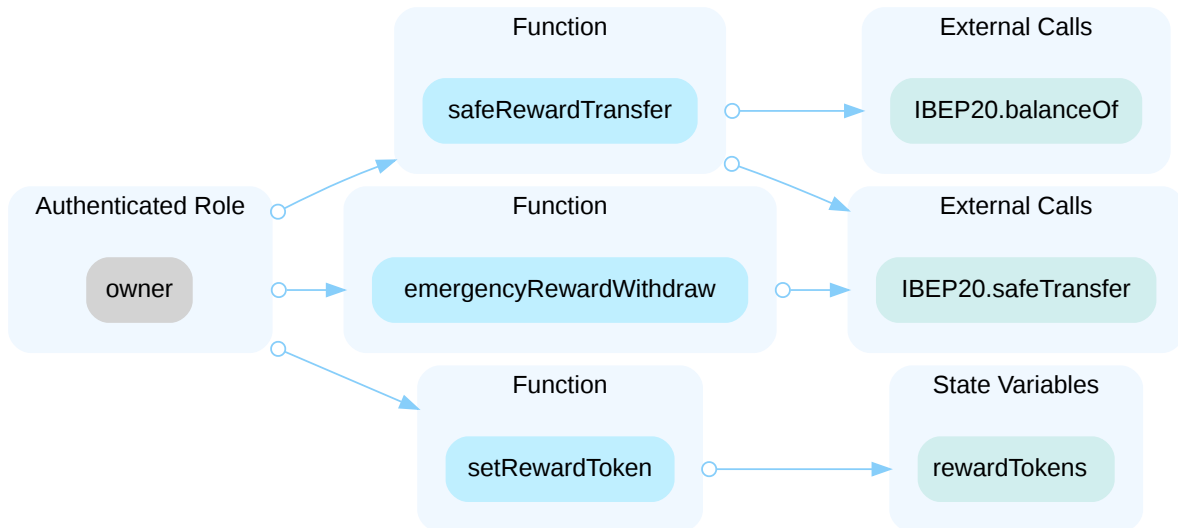 Function
External Calls
safeRewardTransfer
IBEP20.balanceOf
Authenticated Role
Function
External Calls
owner
emergencyRewardWithdraw
IBEP20.safeTransfer
Function
State Variables
setRewardToken
rewardTokens